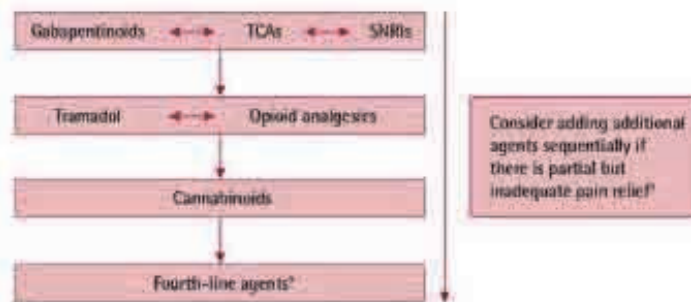 Gabapentinoids TCAs SNRIs
Tramadol Opioid analgesics
Cannabinoids
Fourth-line agents*
Consider adding additional
agents sequentially if
there is partial but
inadequate pain relief